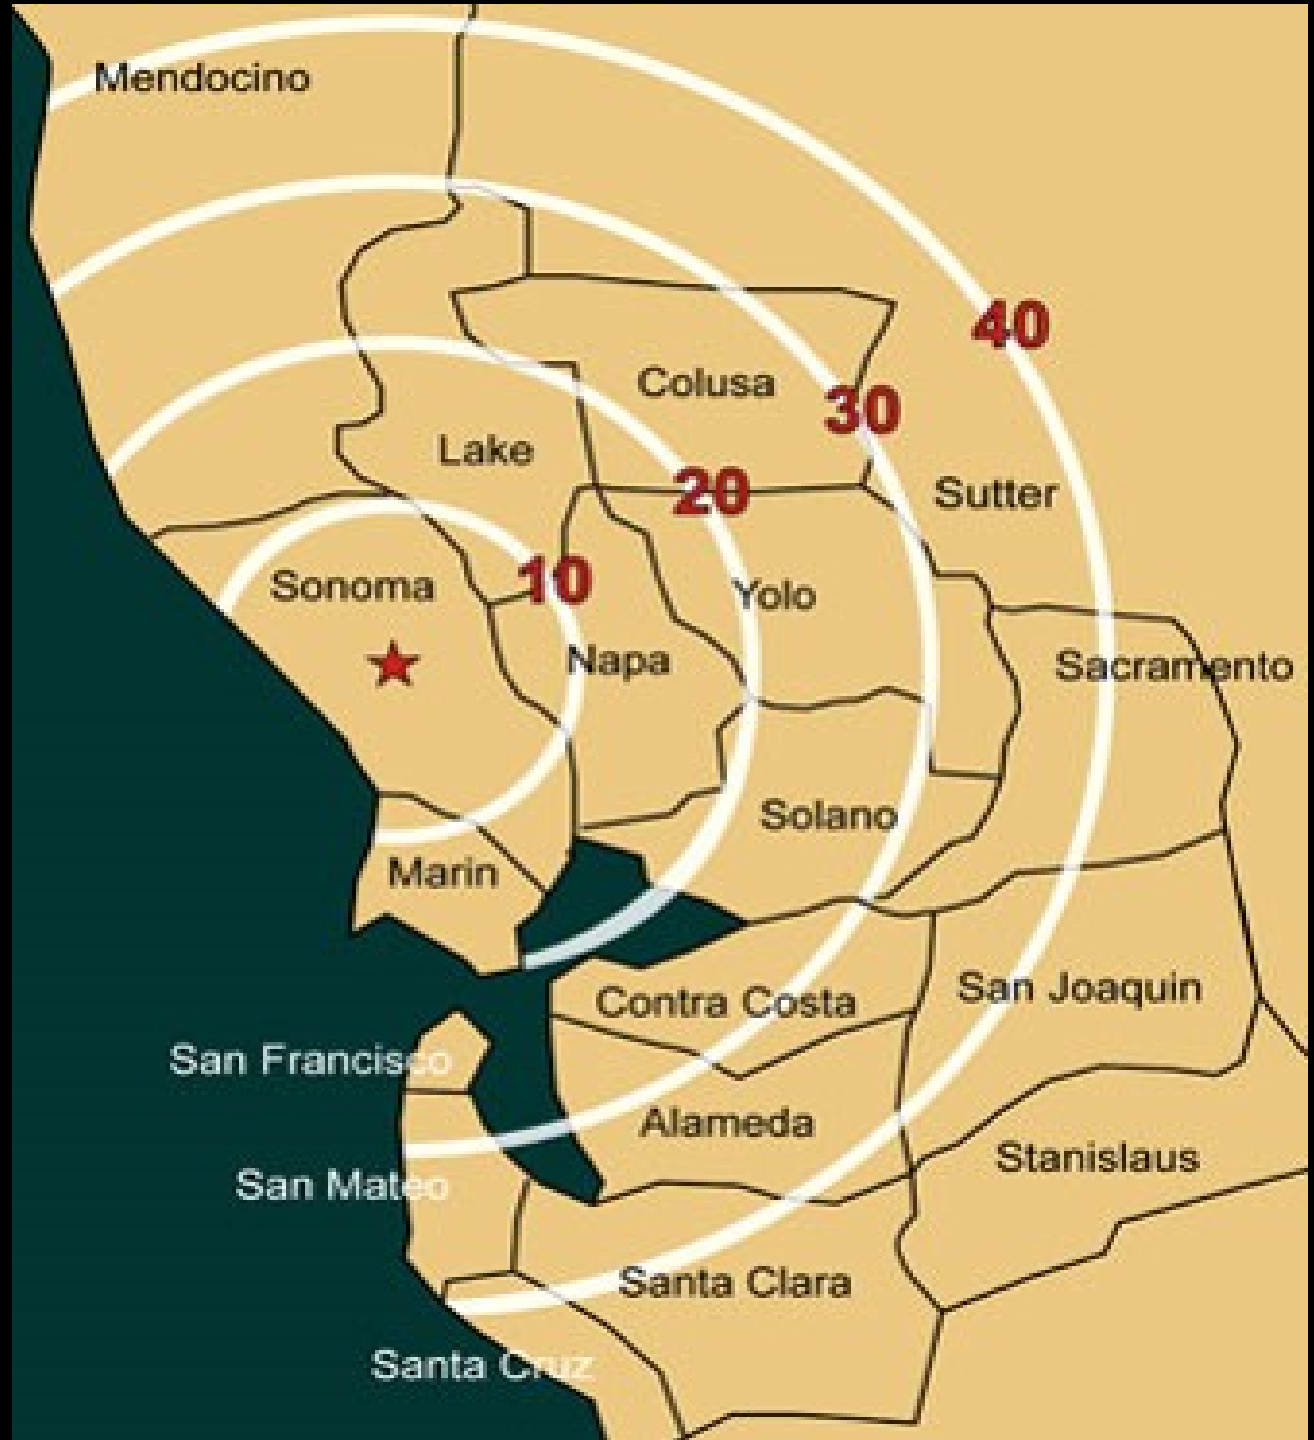 Mendocino
40
Colusa
30
Lake
20
Sutter
10
Sonoma
Yolo
Napa
Sacramento
Solano
Marin
Contra Costa
San Joaquin
San Francisco
Alameda
Stanislaus
San Mateo
Santa Clara
Santa Cruz